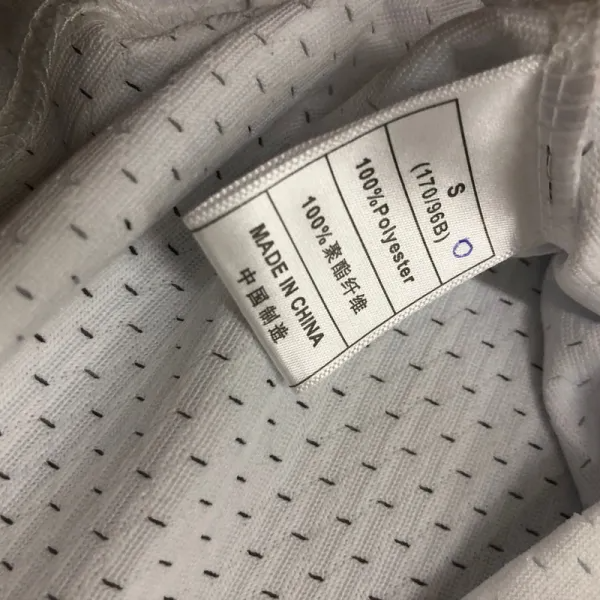 S
(170/96B)
100%Polyester
100%聚酯纤维
MADE IN CHINA
中国制造